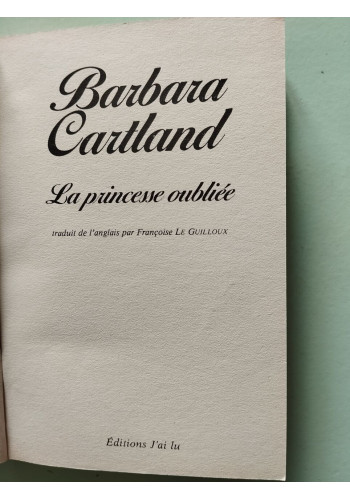 Barbara
Cartland
La princesse oubliée
traduit de l'anglais par Françoise LE GUILLOUX
Éditions J'ai lu